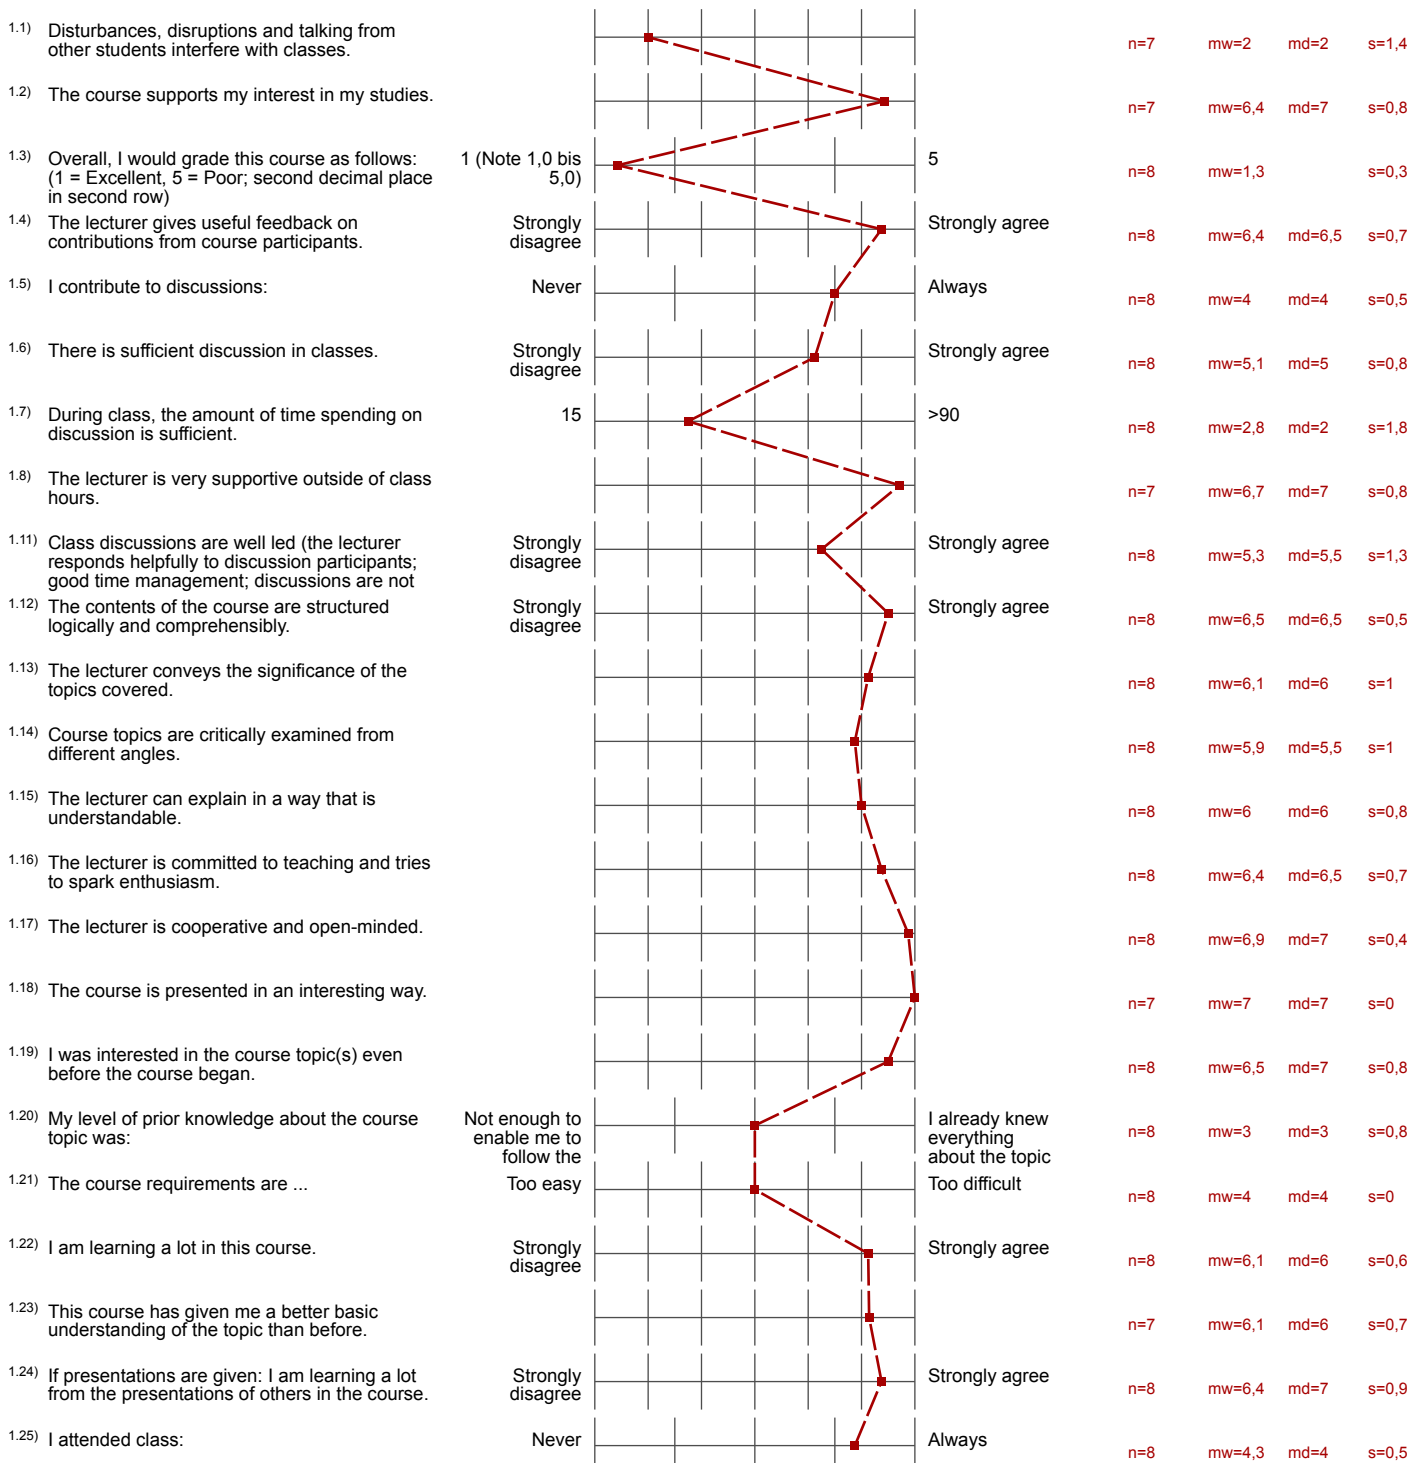 1.1) Disturbances, disruptions and talking from
other students interfere with classes.
n=7 mw=2 md=2 s=1,4
1.2) The course supports my interest in my studies.
n=7 mw=6,4 md=7 s=0,8
1.3) Overall, I would grade this course as follows:
(1 = Excellent, 5 = Poor; second decimal place
in second row)
1 (Note 1,0 bis
5,0)
5
n=8 mw=1,3 s=0,3
1.4) The lecturer gives useful feedback on
contributions from course participants.
Strongly
disagree
Strongly agree
n=8 mw=6,4 md=6,5 s=0,7
1.5) I contribute to discussions:
Never
Always
n=8 mw=4 md=4 s=0,5
1.6) There is sufficient discussion in classes.
Strongly
disagree
Strongly agree
n=8 mw=5,1 md=5 s=0,8
1.7) During class, the amount of time spending on
discussion is sufficient.
15
>90
n=8 mw=2,8 md=2 s=1,8
1.8) The lecturer is very supportive outside of class
hours.
n=7 mw=6,7 md=7 s=0,8
1.11) Class discussions are well led (the lecturer
responds helpfully to discussion participants;
good time management; discussions are not
Strongly
disagree
Strongly agree
n=8 mw=5,3 md=5,5 s=1,3
1.12) The contents of the course are structured
logically and comprehensibly.
Strongly
disagree
Strongly agree
n=8 mw=6,5 md=6,5 s=0,5
1.13) The lecturer conveys the significance of the
topics covered.
n=8 mw=6,1 md=6 s=1
1.14) Course topics are critically examined from
different angles.
n=8 mw=5,9 md=5,5 s=1
1.15) The lecturer can explain in a way that is
understandable.
n=8 mw=6 md=6 s=0,8
1.16) The lecturer is committed to teaching and tries
to spark enthusiasm.
n=8 mw=6,4 md=6,5 s=0,7
1.17) The lecturer is cooperative and open-minded.
n=8 mw=6,9 md=7 s=0,4
1.18) The course is presented in an interesting way.
n=7 mw=7 md=7 s=0
1.19) I was interested in the course topic(s) even
before the course began.
n=8 mw=6,5 md=7 s=0,8
1.20) My level of prior knowledge about the course
topic was:
Not enough to
enable me to
follow the
I already knew
everything
about the topic
n=8 mw=3 md=3 s=0,8
1.21) The course requirements are ...
Too easy
Too difficult
n=8 mw=4 md=4 s=0
1.22) I am learning a lot in this course.
Strongly
disagree
Strongly agree
n=8 mw=6,1 md=6 s=0,6
1.23) This course has given me a better basic
understanding of the topic than before.
n=7 mw=6,1 md=6 s=0,7
1.24) If presentations are given: I am learning a lot
from the presentations of others in the course.
Strongly
disagree
Strongly agree
n=8 mw=6,4 md=7 s=0,9
1.25) I attended class:
Never
Always
n=8 mw=4,3 md=4 s=0,5